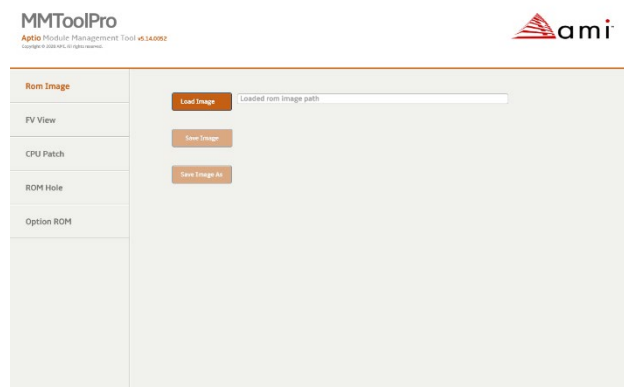 MMToolPro
Aptio Module Management Tool v5.14.0052
ami
Rom Image
FV View
CPU Patch
ROM Hole
Option ROM
Load Image
Loaded rom image path
Save Image
Save Image As